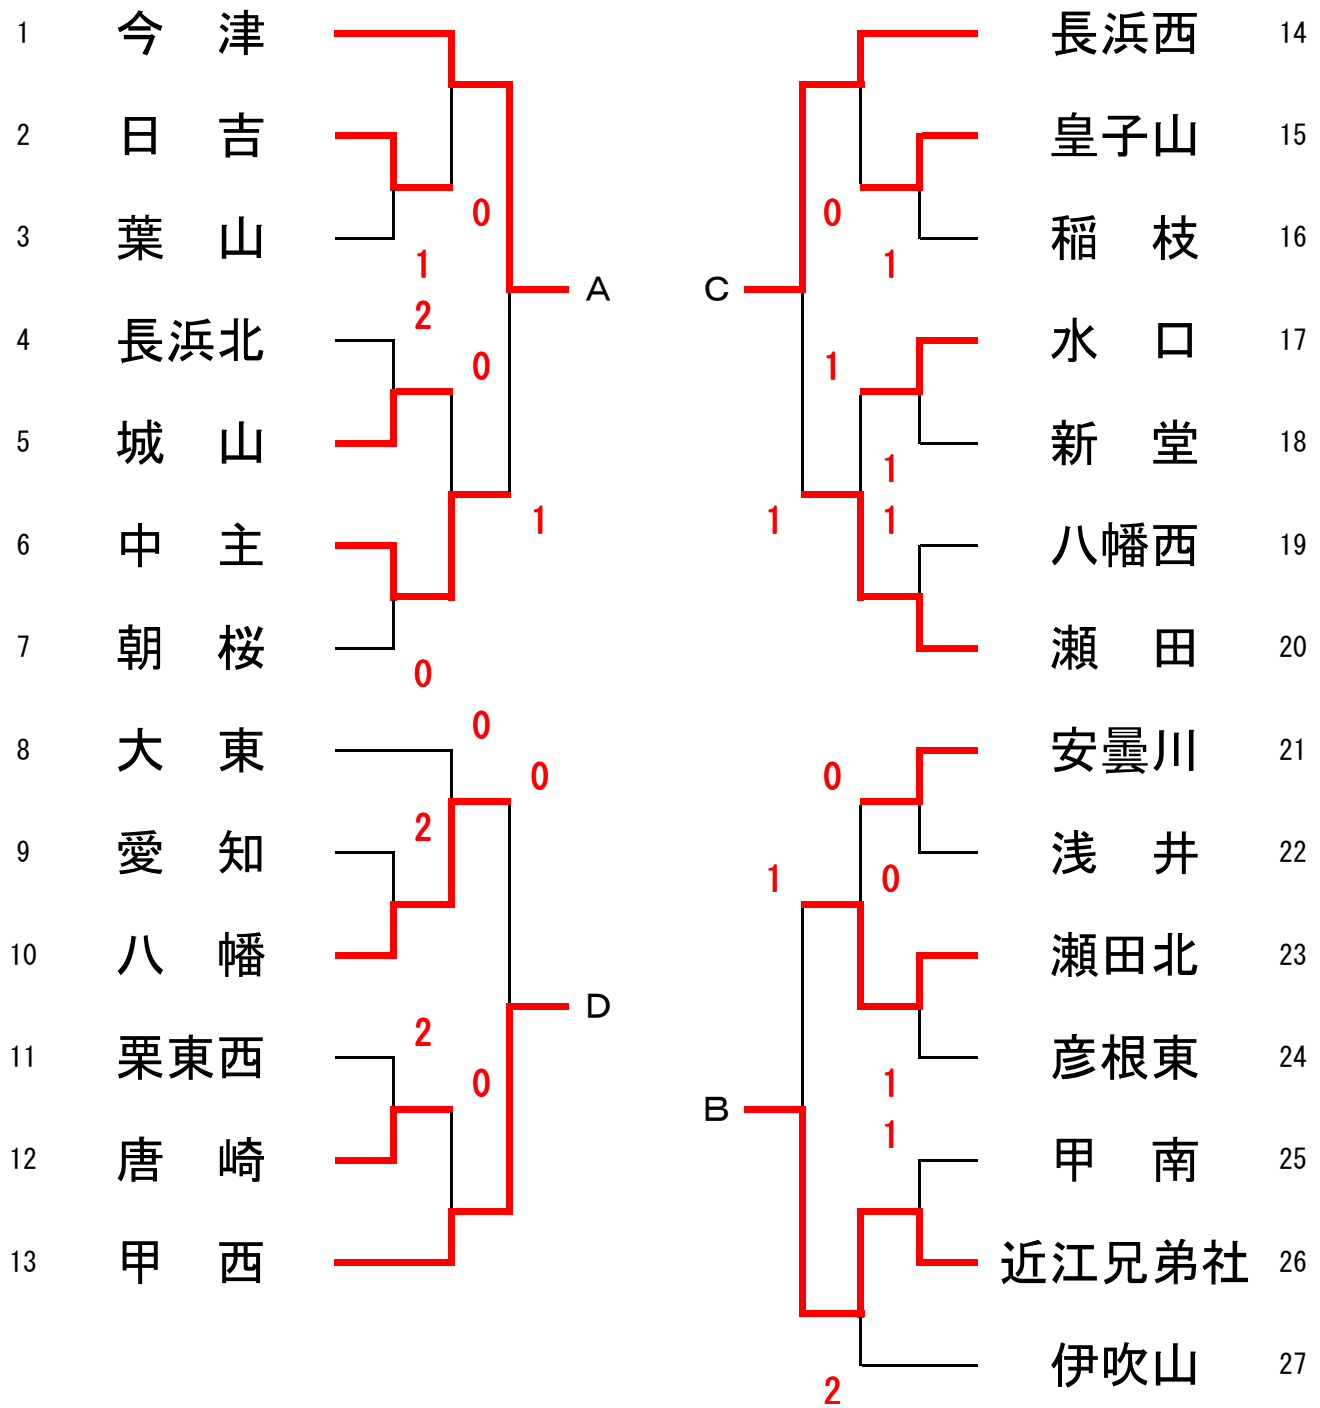 1 今 津
2 日 吉
3 葉 山
4 長浜北
5 城 山
6 中 主
7 朝 桜
8 大 東
9 愛 知
10 八 幡
11 栗東西
12 唐 崎
13 甲 西
0
1
A
2
0
1
0
0
0
2
D
2
0
C
0
1
1
1
1
1
0
1
0
B
1
1
2
長浜西 14
皇子山 15
稲 枝 16
水 口 17
新 堂 18
八幡西 19
瀬 田 20
安曇川 21
浅 井 22
瀬田北 23
彦根東 24
甲 南 25
近江兄弟社 26
伊吹山 27